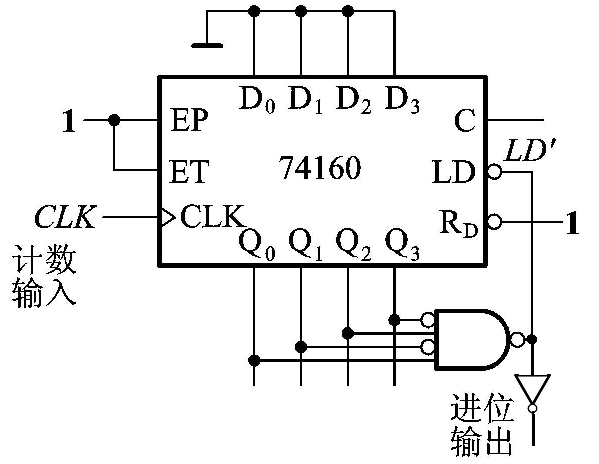 D0 D1 D2 D3
1 EP C
LD'
ET 74160 LD
CLK CLK RD 1
Q0 Q1 Q2 Q3
计数
输入
进位
输出